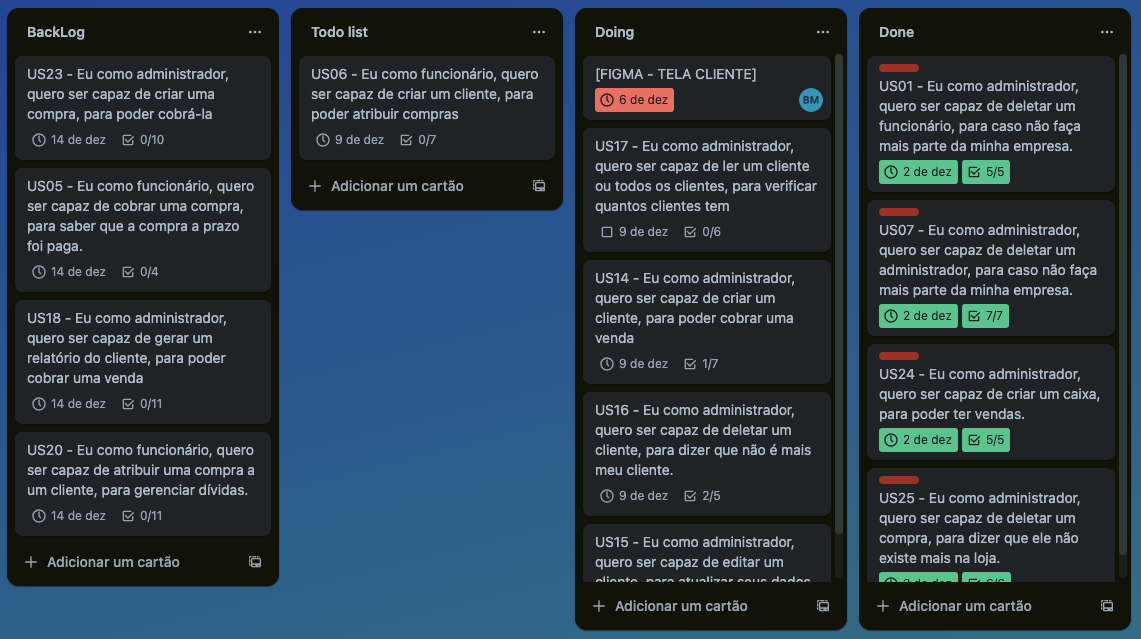 BackLog
US23 - Eu como administrador,
quero ser capaz de criar uma
compra, para poder cobrá-la
14 de dez 0/10
US05 - Eu como funcionário, quero
ser capaz de cobrar uma compra,
para saber que a compra a prazo
foi paga.
14 de dez 0/4
US18 - Eu como administrador,
quero ser capaz de gerar um
relatório do cliente, para poder
cobrar uma venda
14 de dez 0/11
US20 - Eu como funcionário, quero
ser capaz de atribuir uma compra a
um cliente, para gerenciar dívidas.
14 de dez 0/11
Adicionar um cartão
Todo list
US06 - Eu como funcionário, quero
ser capaz de criar um cliente, para
poder atribuir compras
9 de dez 0/7
Adicionar um cartão
Doing
[FIGMA - TELA CLIENTE]
6 de dez BM
US17 - Eu como administrador,
quero ser capaz de ler um cliente
ou todos os clientes, para verificar
quantos clientes tem
9 de dez 0/6
US14 - Eu como administrador,
quero ser capaz de criar um
cliente, para poder cobrar uma
venda
9 de dez 1/7
US16 - Eu como administrador,
quero ser capaz de deletar um
cliente, para dizer que não é mais
meu cliente.
9 de dez 2/5
US15 - Eu como administrador,
quero ser capaz de editar um
cliente, para atualizar seus dados
Adicionar um cartão
Done
US01 - Eu como administrador,
quero ser capaz de deletar um
funcionário, para caso não faça
mais parte da minha empresa.
2 de dez 5/5
US07 - Eu como administrador,
quero ser capaz de deletar um
administrador, para caso não faça
mais parte da minha empresa.
2 de dez 7/7
US24 - Eu como administrador,
quero ser capaz de criar um caixa,
para poder ter vendas.
2 de dez 5/5
US25 - Eu como administrador,
quero ser capaz de deletar um
compra, para dizer que ele não
existe mais na loja.
Adicionar um cartão